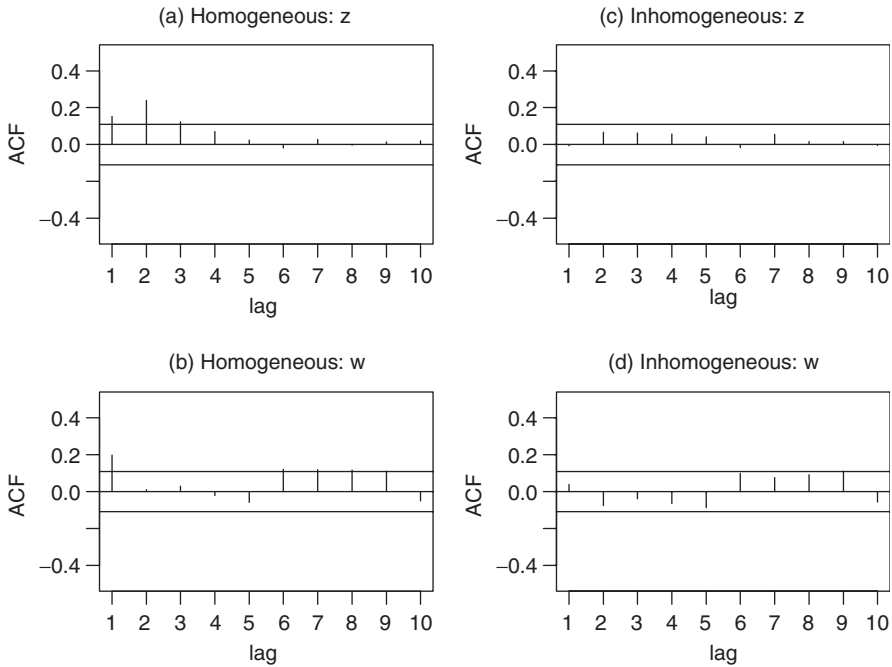 (a) Homogeneous: z
ACF
0.4
0.2
0.0
−0.4
1 2 3 4 5 6 7 8 9 10
lag
(c) Inhomogeneous: z
ACF
0.4
0.2
0.0
−0.4
1 2 3 4 5 6 7 8 9 10
lag
(b) Homogeneous: w
ACF
0.4
0.2
0.0
−0.4
1 2 3 4 5 6 7 8 9 10
lag
(d) Inhomogeneous: w
ACF
0.4
0.2
0.0
−0.4
1 2 3 4 5 6 7 8 9 10
lag